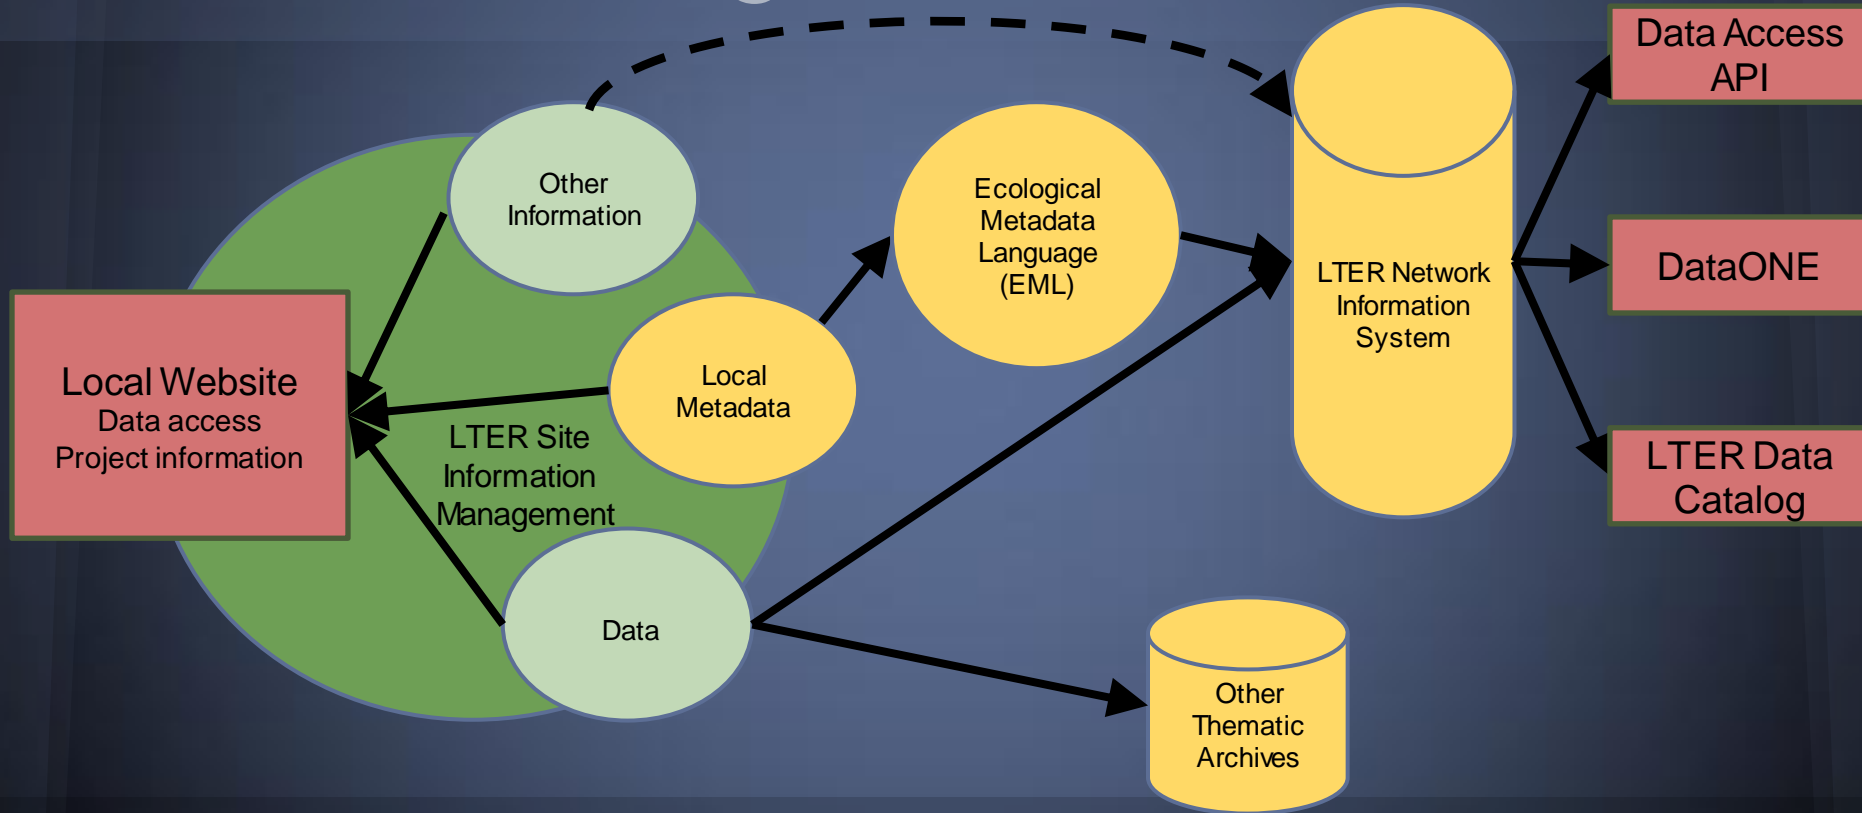 Data Access
API
Other
Information
Ecological
Metadata
Language
(EML)
LTER Network
Information
System
DataONE
Local Website
Data access
Project information
Local
Metadata
LTER Site
Information
Management
LTER Data
Catalog
Data
Other
Thematic
Archives